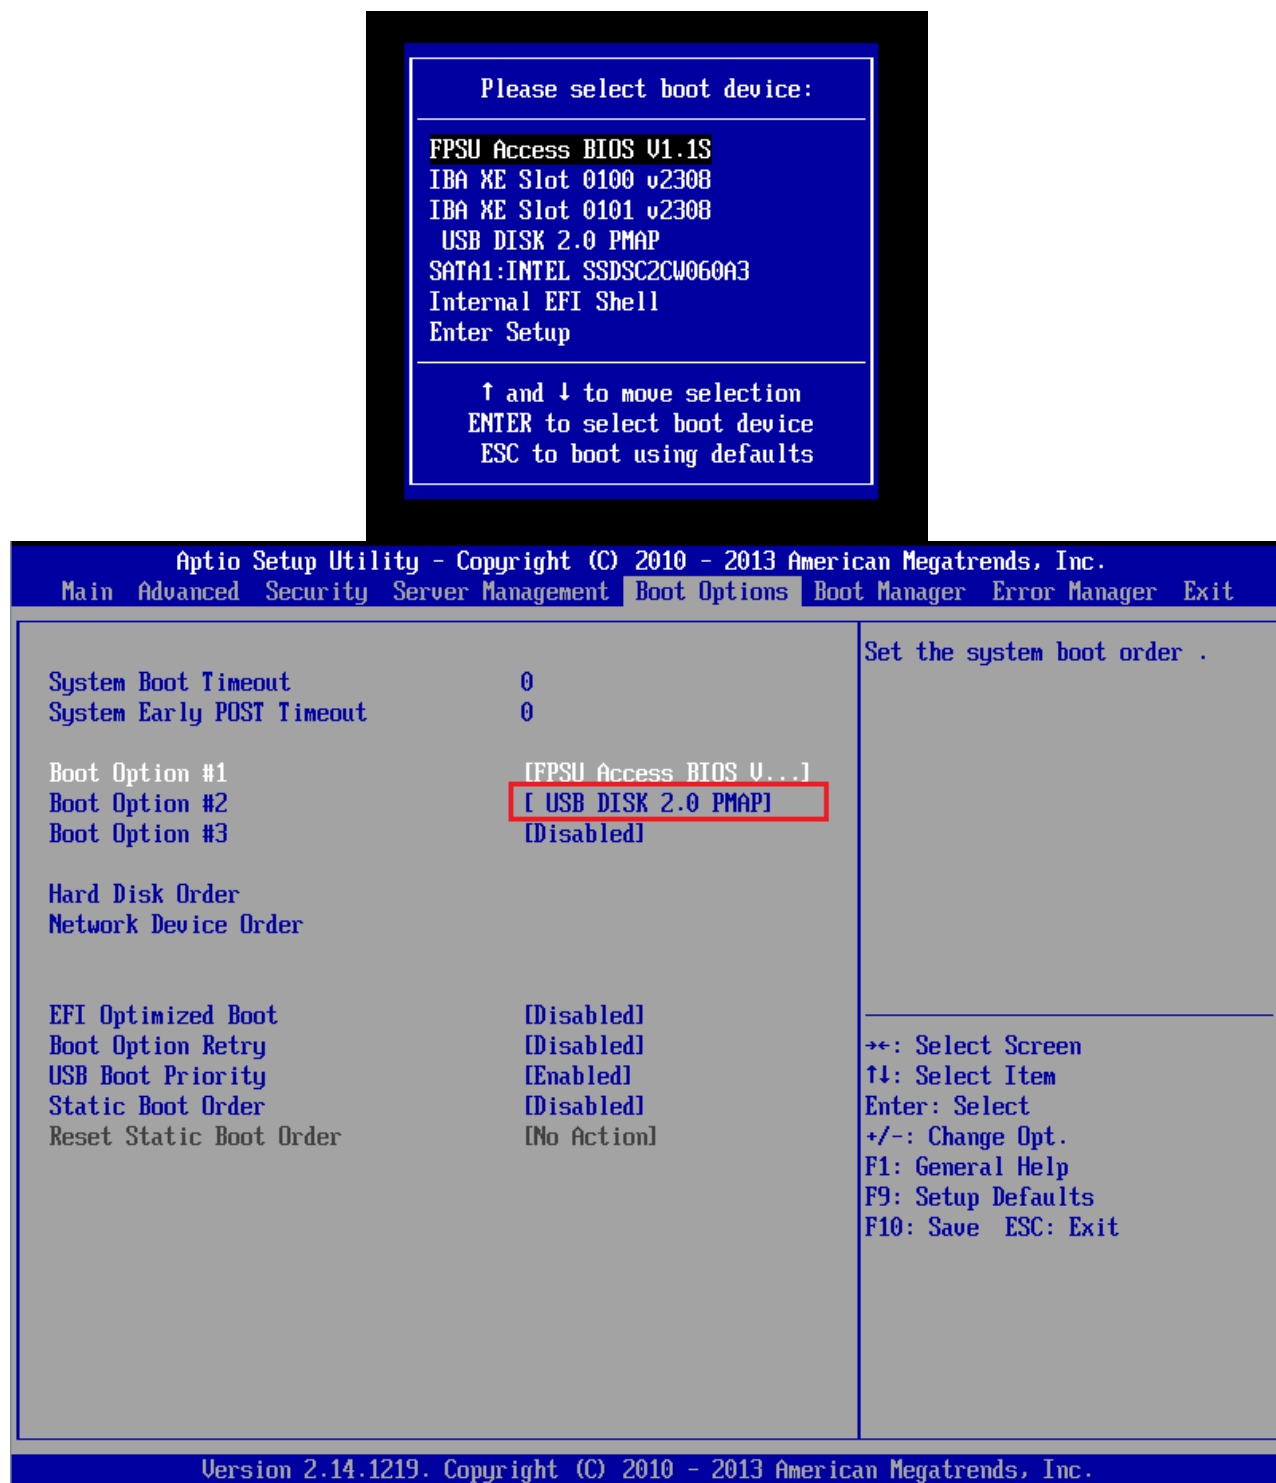 Please select boot device:
FPSU Access BIOS V1.1S
IBA XE Slot 0100 v2308
IBA XE Slot 0101 v2308
USB DISK 2.0 PMAP
SATA1:INTEL SSDSC2CW060A3
Internal EFI Shell
Enter Setup
↑ and ↓ to move selection
ENTER to select boot device
ESC to boot using defaults
Aptio Setup Utility - Copyright (C) 2010 - 2013 American Megatrends, Inc.
Main Advanced Security Server Management Boot Options Boot Manager Error Manager Exit
System Boot Timeout 0
System Early POST Timeout 0
Boot Option #1 [FPSU Access BIOS V...]
Boot Option #2 [ USB DISK 2.0 PMAP]
Boot Option #3 [Disabled]
Hard Disk Order
Network Device Order
EFI Optimized Boot [Disabled]
Boot Option Retry [Disabled]
USB Boot Priority [Enabled]
Static Boot Order [Disabled]
Reset Static Boot Order [No Action]
Set the system boot order .
→←: Select Screen
↑↓: Select Item
Enter: Select
+/-: Change Opt.
F1: General Help
F9: Setup Defaults
F10: Save ESC: Exit
Version 2.14.1219. Copyright (C) 2010 - 2013 American Megatrends, Inc.